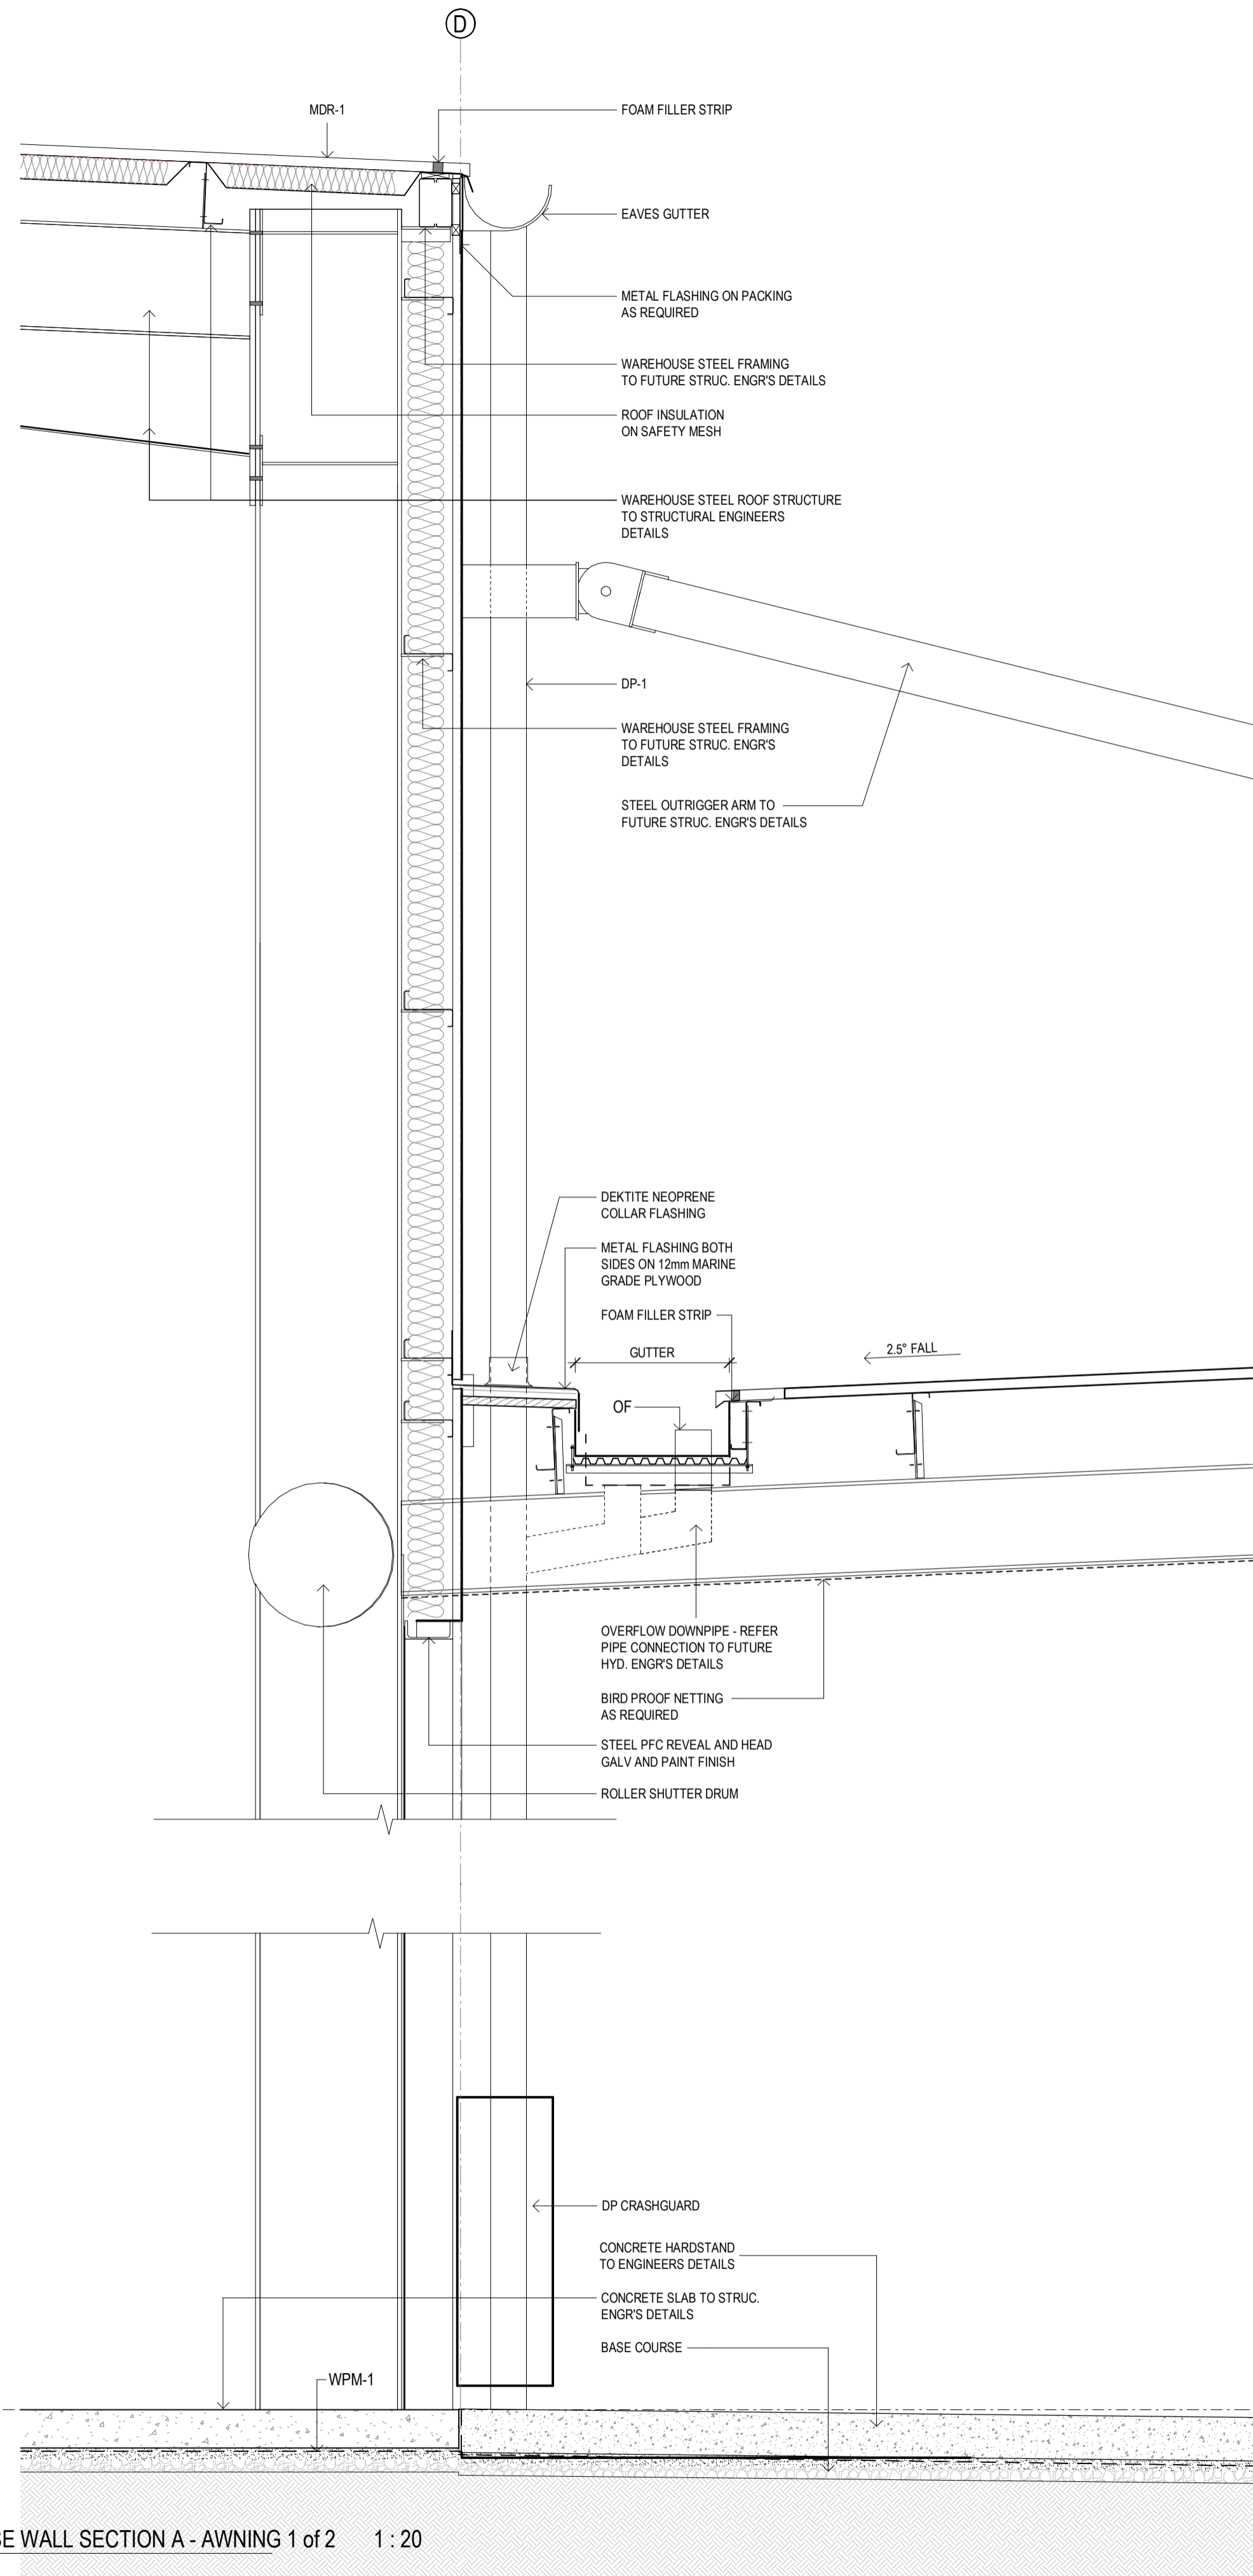 D
MDR-1
FOAM FILLER STRIP
EAVES GUTTER
METAL FLASHING ON PACKING
AS REQUIRED
WAREHOUSE STEEL FRAMING
TO FUTURE STRUC. ENGR'S DETAILS
ROOF INSULATION
ON SAFETY MESH
WAREHOUSE STEEL ROOF STRUCTURE
TO STRUCTURAL ENGINEERS
DETAILS
DP-1
WAREHOUSE STEEL FRAMING
TO FUTURE STRUC. ENGR'S
DETAILS
STEEL OUTRIGGER ARM TO
FUTURE STRUC. ENGR'S DETAILS
DEKTITE NEOPRENE
COLLAR FLASHING
METAL FLASHING BOTH
SIDES ON 12mm MARINE
GRADE PLYWOOD
FOAM FILLER STRIP
GUTTER
2.5° FALL
OF
OVERFLOW DOWNPIPE - REFER
PIPE CONNECTION TO FUTURE
HYD. ENGR'S DETAILS
BIRD PROOF NETTING
AS REQUIRED
STEEL PFC REVEAL AND HEAD
GALV AND PAINT FINISH
ROLLER SHUTTER DRUM
DP CRASHGUARD
CONCRETE HARDSTAND
TO ENGINEERS DETAILS
CONCRETE SLAB TO STRUC.
ENGR'S DETAILS
BASE COURSE
WPM-1
WALL SECTION A - AWNING 1 of 2 1 : 20